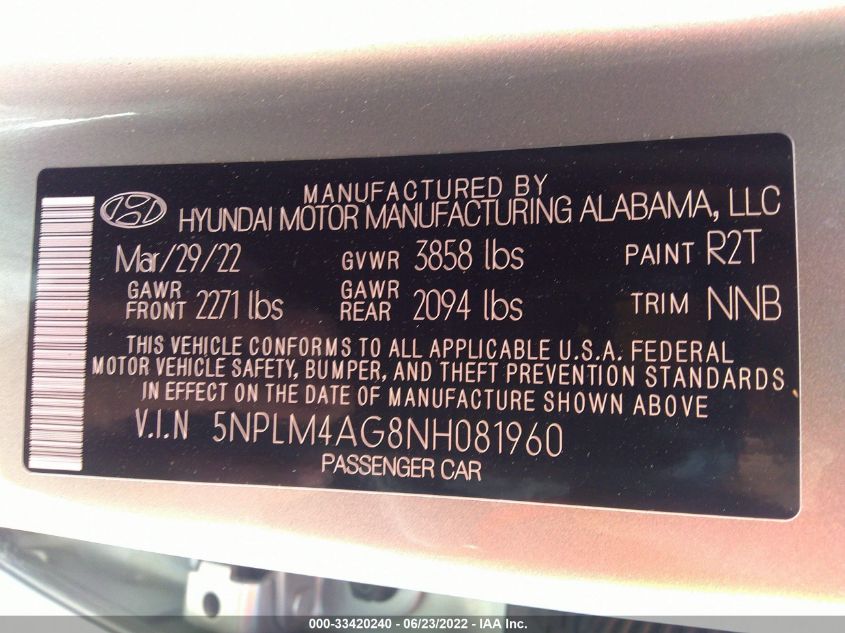 MANUFACTURED BY
HYUNDAI MOTOR MANUFACTURING ALABAMA, LLC
Mar/29/22 GVWR 3858 lbs PAINT R2T
GAWR FRONT 2271 lbs GAWR REAR 2094 lbs TRIM NNB
THIS VEHICLE CONFORMS TO ALL APPLICABLE U.S.A. FEDERAL
MOTOR VEHICLE SAFETY, BUMPER, AND THEFT PREVENTION STANDARDS
IN EFFECT ON THE DATE OF MANUFACTURE SHOWN ABOVE
V.I.N 5NPLM4AG8NH081960
PASSENGER CAR
000-33420240 - 06/23/2022 - IAA Inc.